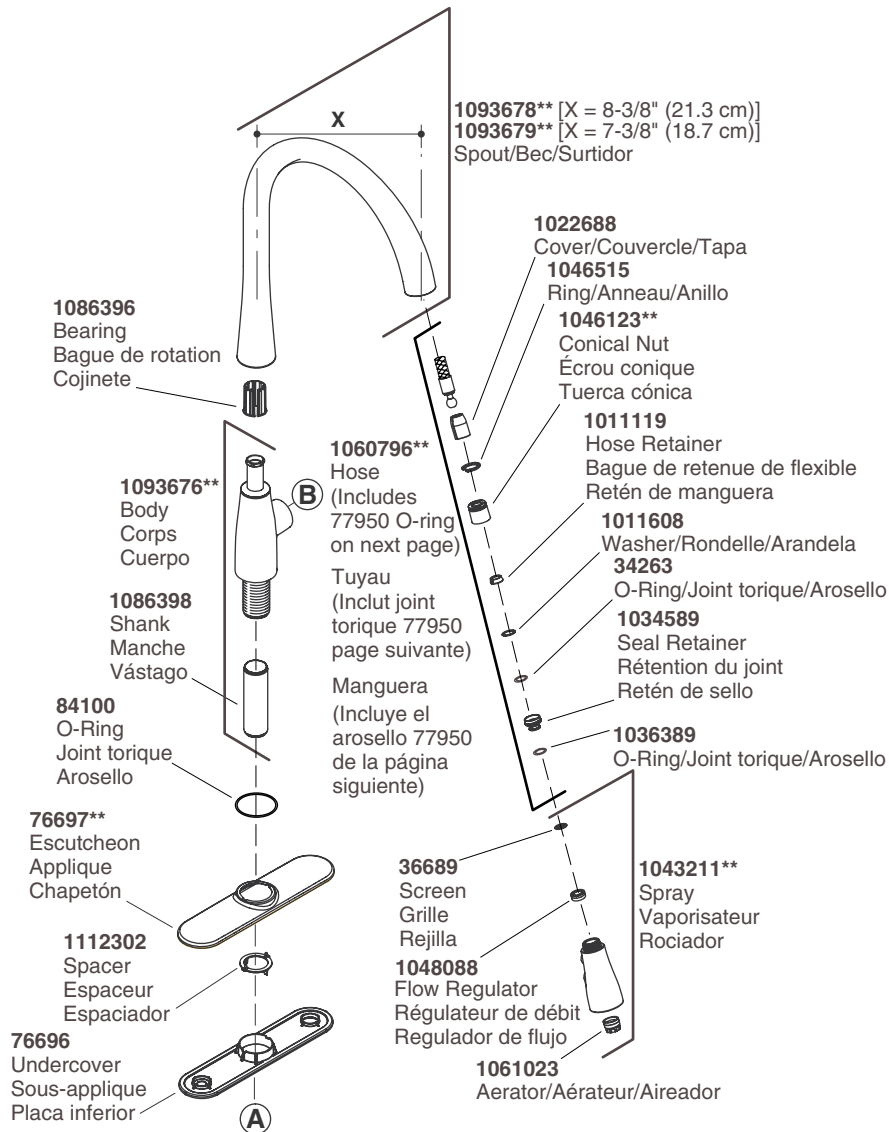 X
1093678** [X = 8-3/8" (21.3 cm)]
1093679** [X = 7-3/8" (18.7 cm)]
Spout/Bec/Surtidor
1022688
Cover/Couvercle/Tapa
1046515
Ring/Anneau/Anillo
1046123**
Conical Nut
Écrou conique
Tuerca cónica
1011119
Hose Retainer
Bague de retenue de flexible
Retén de manguera
1011608
Washer/Rondelle/Arandela
34263
O-Ring/Joint torique/Arosello
1034589
Seal Retainer
Rétention du joint
Retén de sello
1036389
O-Ring/Joint torique/Arosello
1086396
Bearing
Bague de rotation
Cojinete
1093676**
Body
Corps
Cuerpo
B
1060796**
Hose
(Includes
77950 O-ring
on next page)
Tuyau
(Inclut joint
torique 77950
page suivante)
Manguera
(Incluye el
arosello 77950
de la página
siguiente)
1086398
Shank
Manche
Vástago
84100
O-Ring
Joint torique
Arosello
76697**
Escutcheon
Applique
Chapetón
1112302
Spacer
Espaceur
Espaciador
76696
Undercover
Sous-applique
Placa inferior
A
36689
Screen
Grille
Rejilla
1048088
Flow Regulator
Régulateur de débit
Regulador de flujo
1043211**
Spray
Vaporisateur
Rociador
1061023
Aerator/Aérateur/Aireador